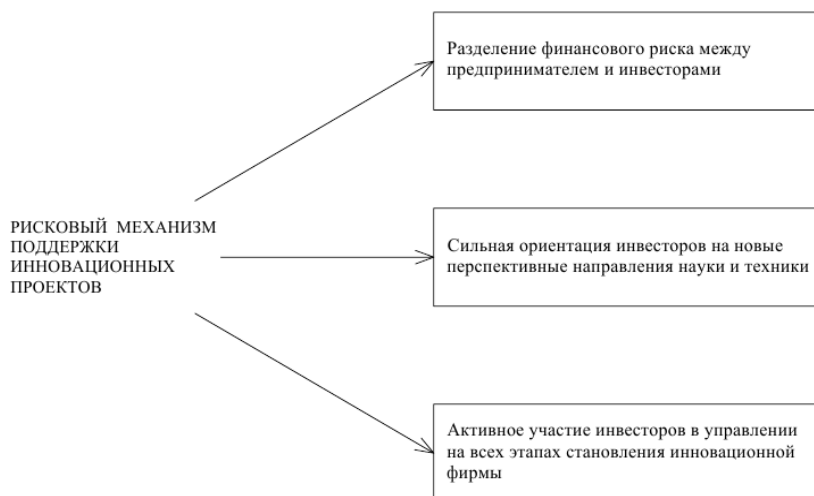 Разделение финансового риска между
предпринимателем и инвесторами
РИСКОВЫЙ МЕХАНИЗМ
ПОДДЕРЖКИ
ИННОВАЦИОННЫХ
ПРОЕКТОВ
Сильная ориентация инвесторов на новые
перспективные направления науки и техники
Активное участие инвесторов в управлении
на всех этапах становления инновационной
фирмы